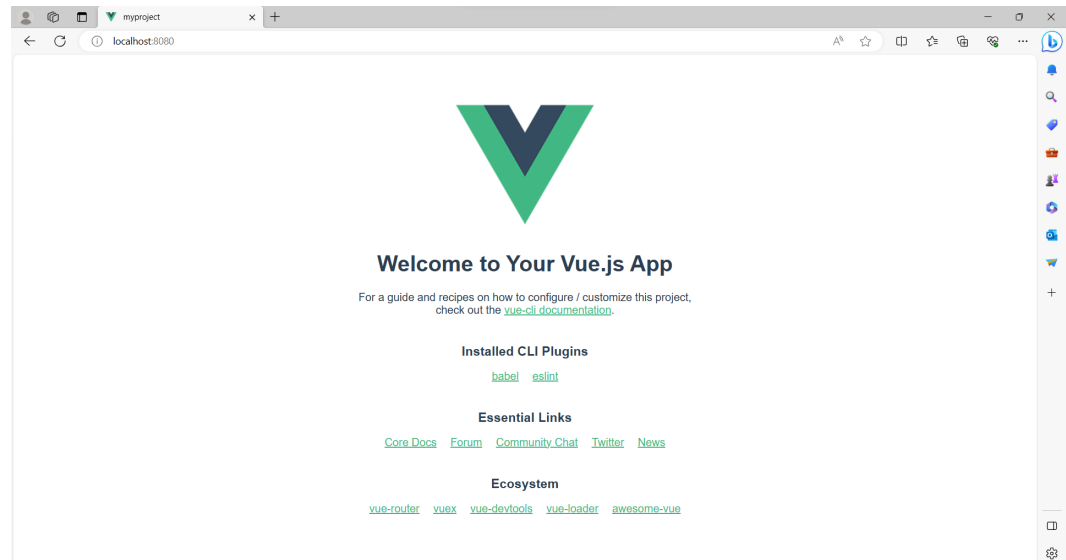 myproject
localhost:8080
Welcome to Your Vue.js App
For a guide and recipes on how to configure / customize this project,
check out the vue-cli documentation.
Installed CLI Plugins
babel eslint
Essential Links
Core Docs Forum Community Chat Twitter News
Ecosystem
vue-router vuex vue-devtools vue-loader awesome-vue